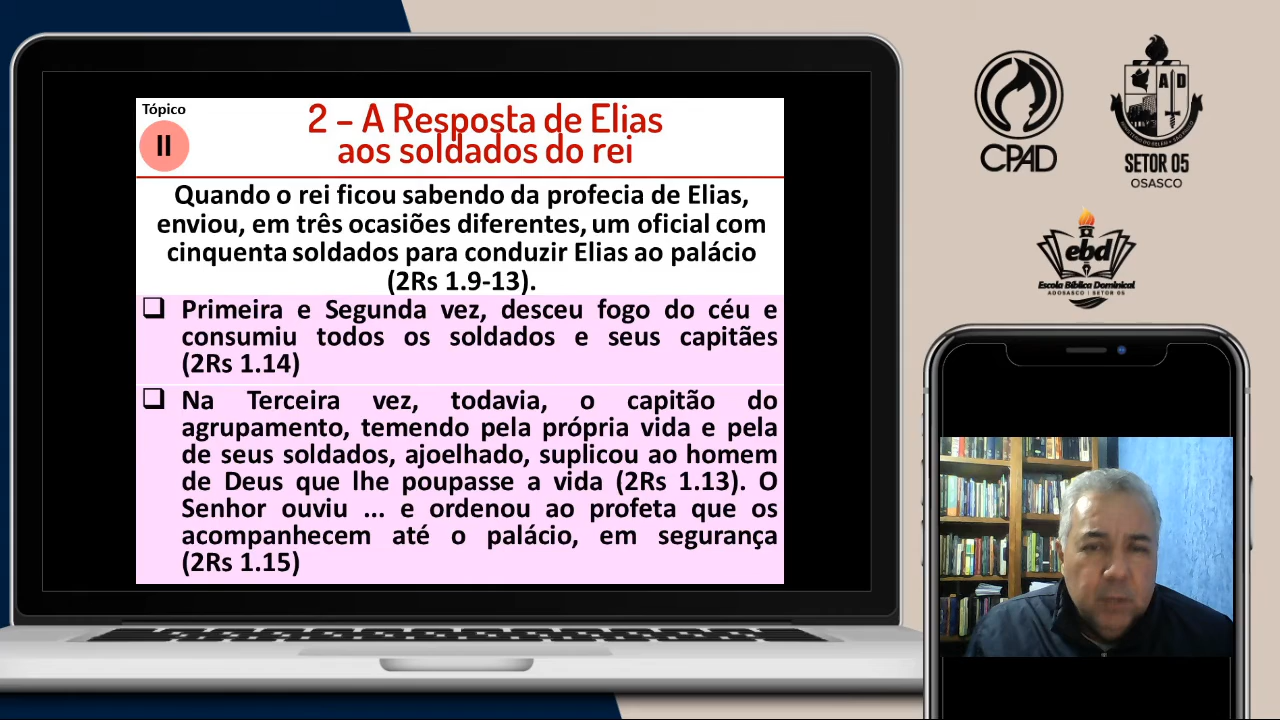 Tópico
II
2 – A Resposta de Elias
aos soldados do rei
Quando o rei ficou sabendo da profecia de Elias,
enviou, em três ocasiões diferentes, um oficial com
cinquenta soldados para conduzir Elias ao palácio
(2Rs 1.9-13).
❑ Primeira e Segunda vez, desceu fogo do céu e
consumiu todos os soldados e seus capitães
(2Rs 1.14)
❑ Na Terceira vez, todavia, o capitão do
agrupamento, temendo pela própria vida e pela
de seus soldados, ajoelhado, suplicou ao homem
de Deus que lhe poupasse a vida (2Rs 1.13). O
Senhor ouviu ... e ordenou ao profeta que os
acompanhecem até o palácio, em segurança
(2Rs 1.15)
CPAD
A D
SETOR 05
OSASCO
ebd
Escola Bíblica Dominical
ADOSASCO | SETOR 05